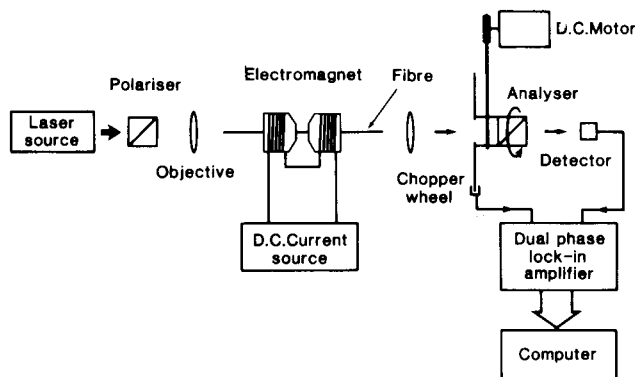 D.C.Motor
Polariser
Electromagnet
Fibre
Analyser
Laser
source
Objective
Chopper
wheel
Detector
D.C.Current
source
Dual phase
lock-in
amplifier
Computer